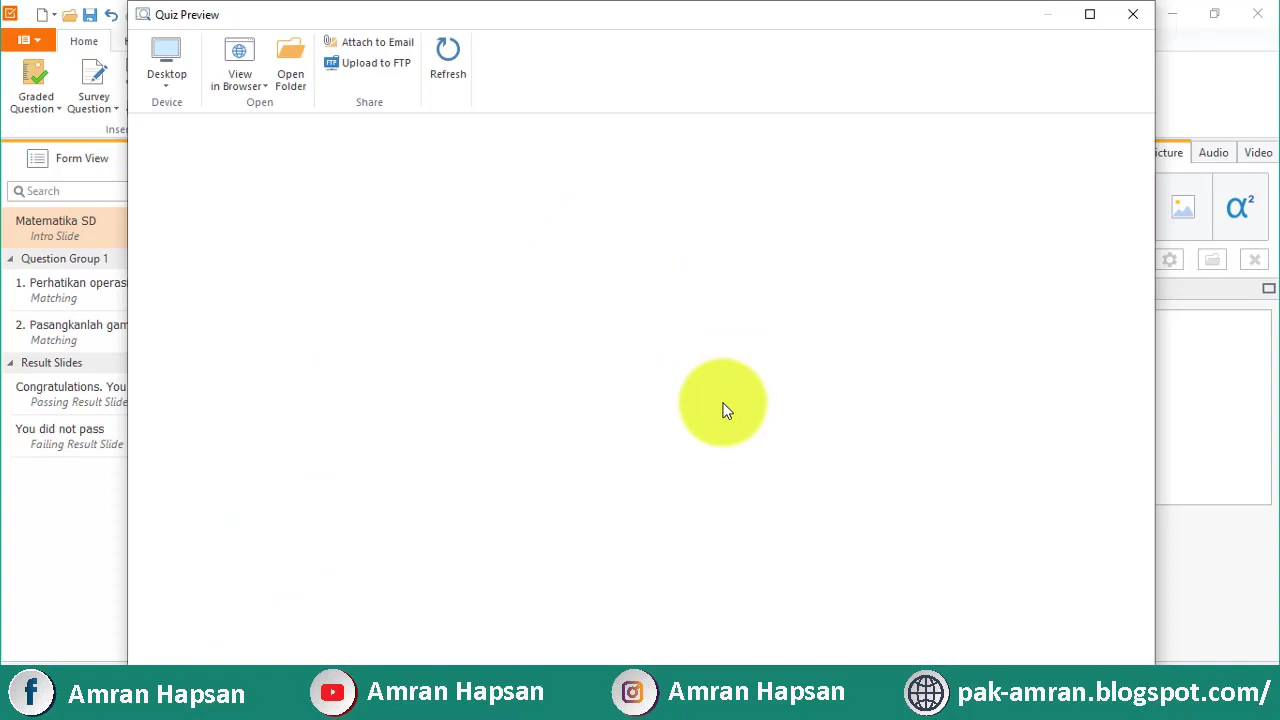 Quiz Preview
Home
Graded
Question
Survey
Question
Desktop
Device
View
in Browser
Open
Folder
Open
Attach to Email
FTP Upload to FTP
Share
Refresh
Form View
Search
Matematika SD
Intro Slide
Question Group 1
1. Perhatikan operasi
Matching
2. Pasangkanlah gam
Matching
Result Slides
Congratulations. You
Passing Result Slide
You did not pass
Failing Result Slide
icture
Audio
Video
α²
Amran Hapsan
Amran Hapsan
Amran Hapsan
pak-amran.blogspot.com/